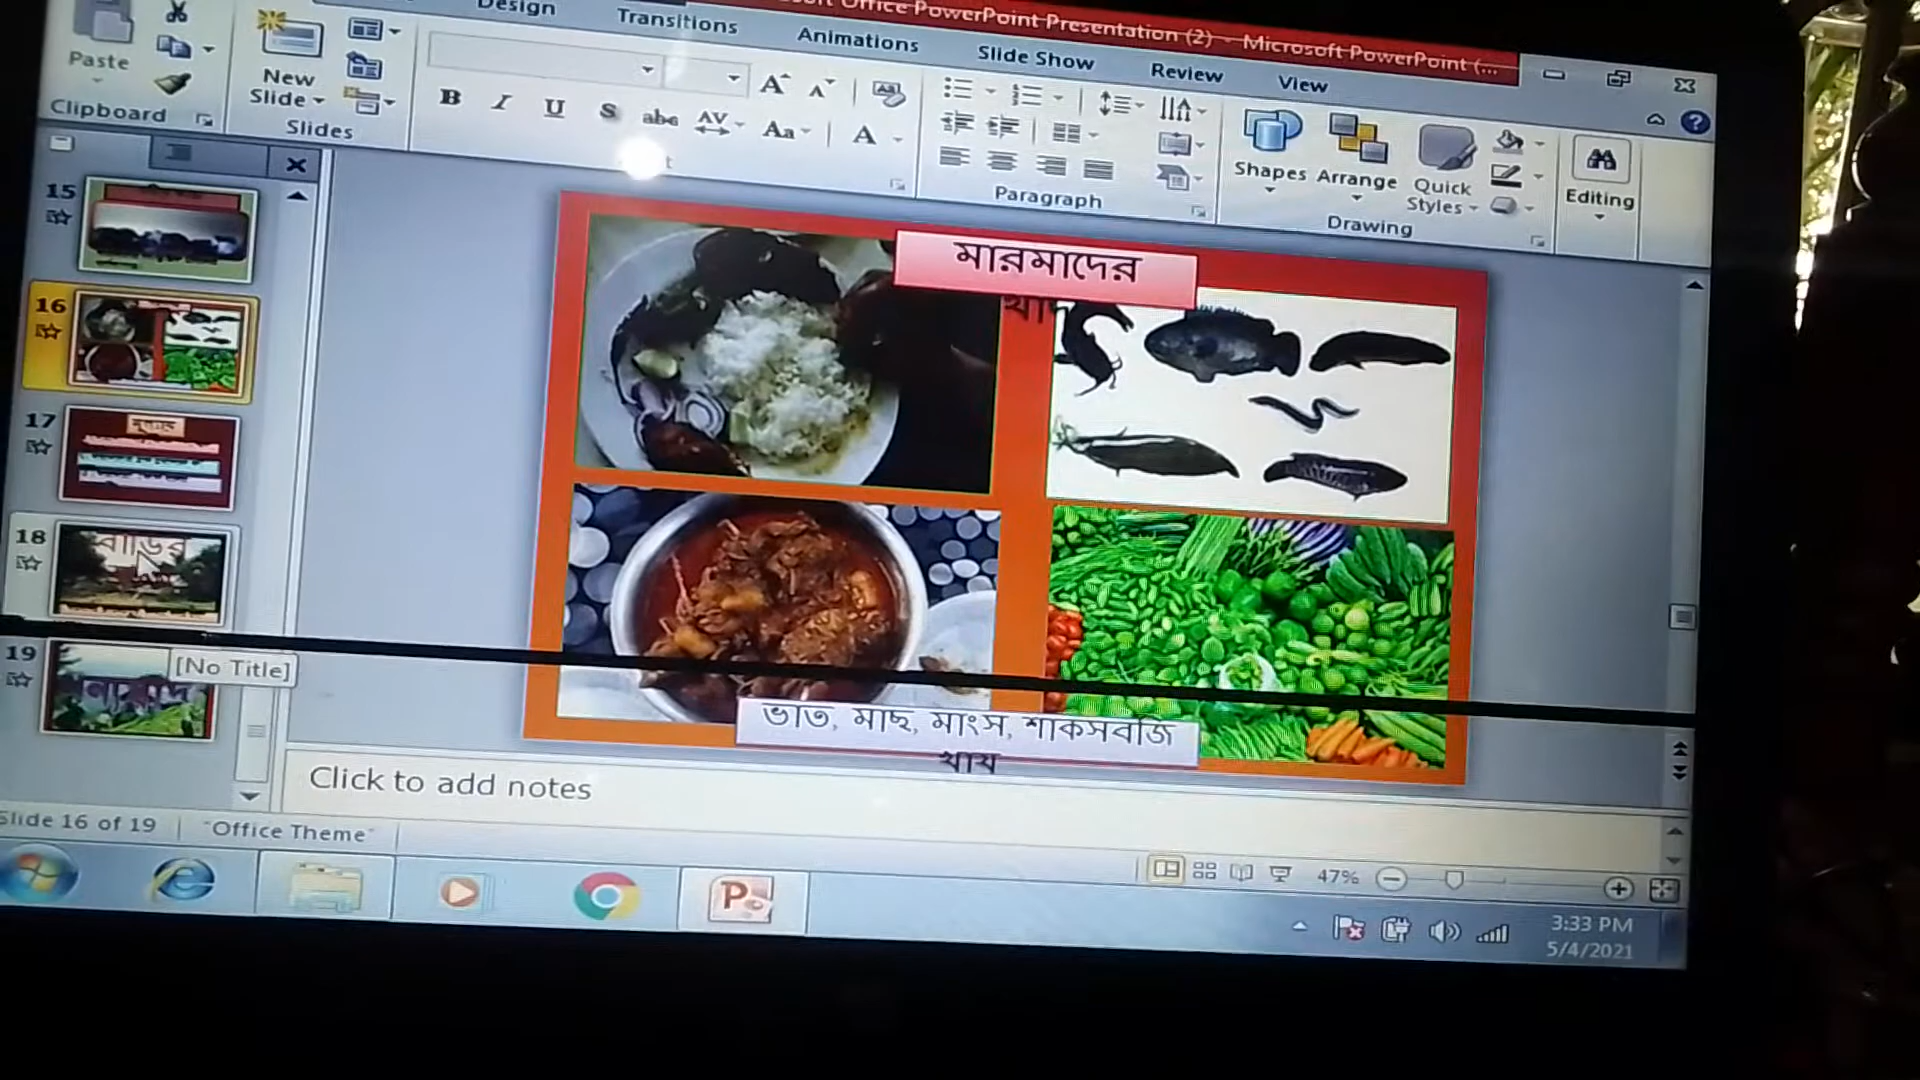 Office PowerPoint Presentation (2) - Microsoft PowerPoint (...
Design
Transitions
Animations
Slide Show
Review
View
Paste
Clipboard
New
Slide
Slides
B I U S abc AV Aa A
Paragraph
Shapes
Arrange
Quick
Styles
Drawing
Editing
15
16
17
18
19
বাড়ির
[No Title]
মারমাদের
ভাত, মাছ, মাংস, শাকসবজি
খায়
Click to add notes
Slide 16 of 19
"Office Theme"
47%
3:33 PM
5/4/2021